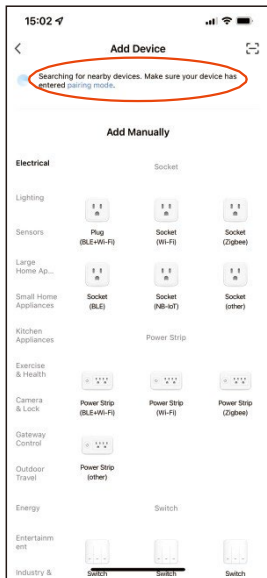 15:02
Add Device
Searching for nearby devices. Make sure your device has
entered pairing mode.
Add Manually
Electrical
Socket
Lighting
Sensors
Plug
(BLE+Wi-Fi)
Socket
(Wi-Fi)
Socket
(Zigbee)
Large
Home Ap...
Small Home
Appliances
Socket
(BLE)
Socket
(NB-IoT)
Socket
(other)
Kitchen
Appliances
Power Strip
Exercise
& Health
Camera
& Lock
Power Strip
(BLE+Wi-Fi)
Power Strip
(Wi-Fi)
Power Strip
(Zigbee)
Gateway
Control
Outdoor
Travel
Power Strip
(other)
Energy
Switch
Entertainm
ent
Industry &
Switch
Switch
Switch